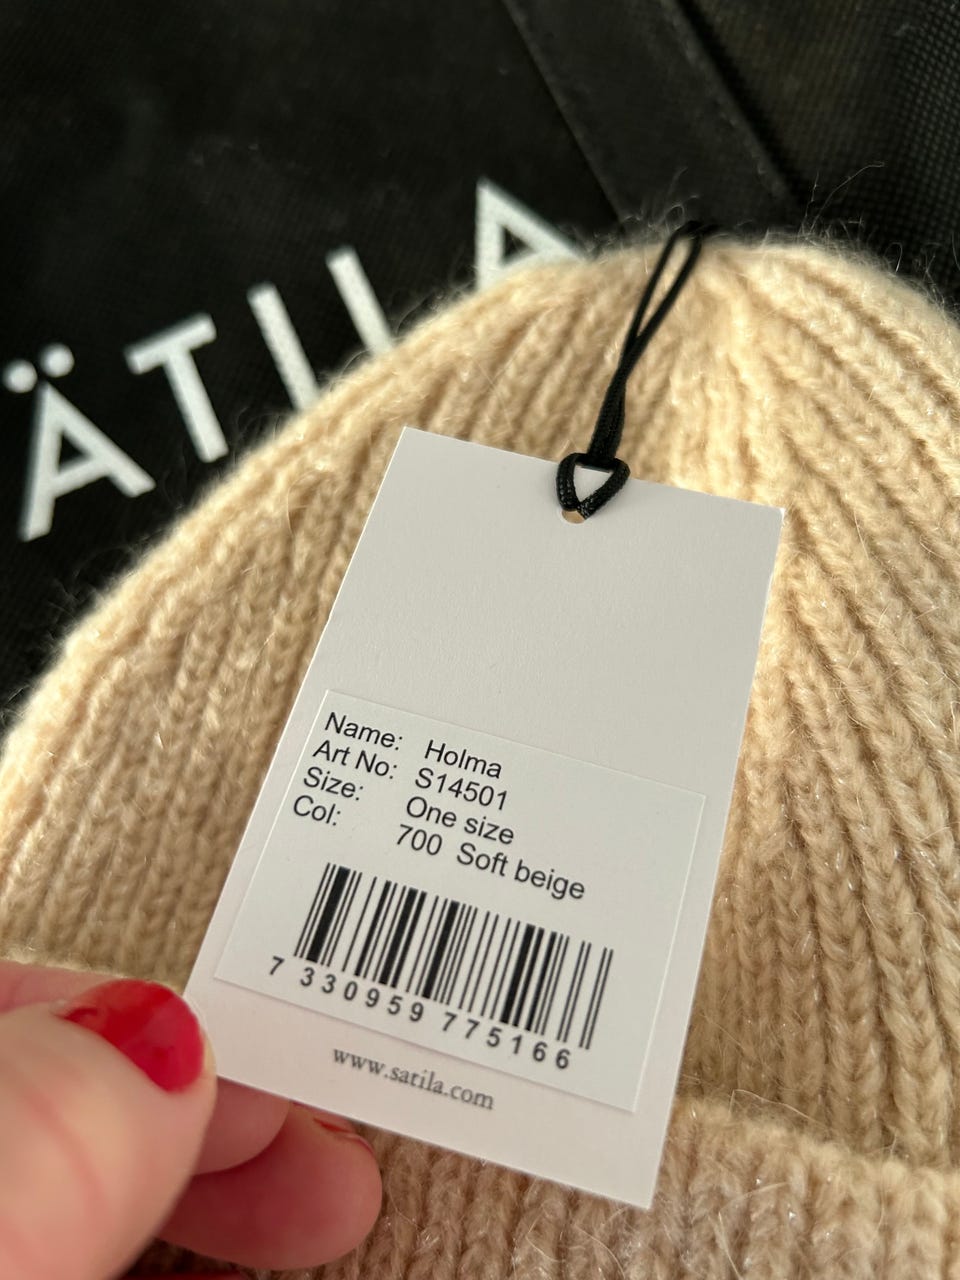 ÄTILA
Name: Holma
Art No: S14501
Size: One size
Col: 700 Soft beige
7 330959 775166
www.satila.com